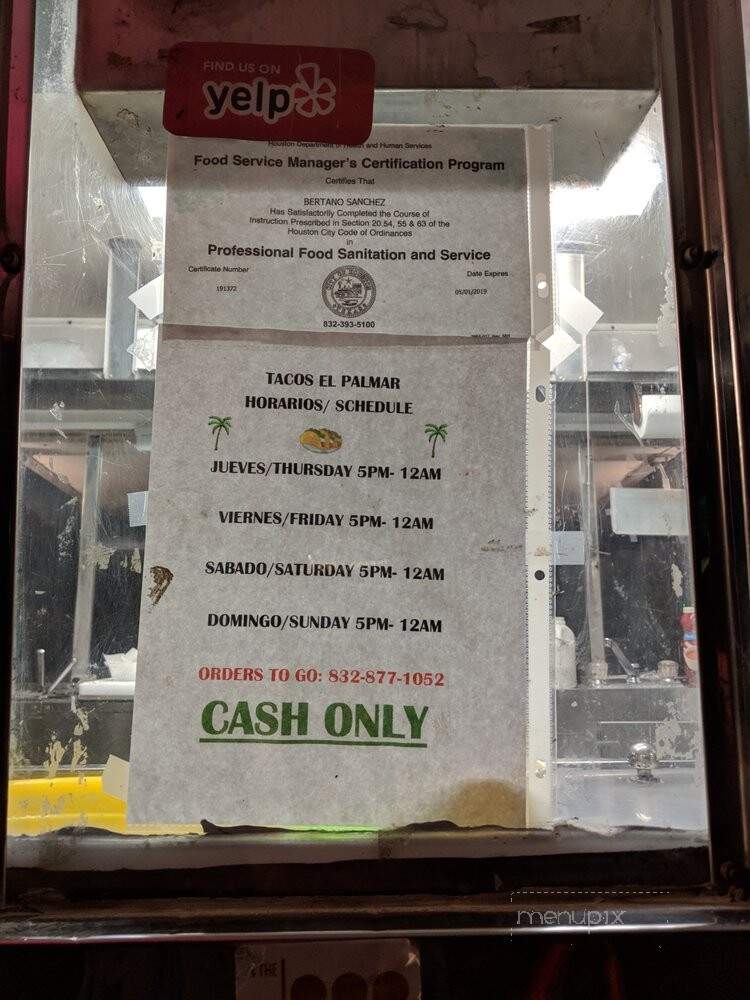 FIND US ON
yelp
Houston Department of Health and Human Services
Food Service Manager's Certification Program
Certifies That
BERTANO SANCHEZ
Has Satisfactorily Completed the Course of
Instruction Prescribed in Section 20.54, 55 & 63 of the
Houston City Code of Ordinances
in
Professional Food Sanitation and Service
Certificate Number
Date Expires
191372
05/01/2019
832-393-5100
TACOS EL PALMAR
HORARIOS/ SCHEDULE
JUEVES/THURSDAY 5PM- 12AM
VIERNES/FRIDAY 5PM- 12AM
SABADO/SATURDAY 5PM- 12AM
DOMINGO/SUNDAY 5PM- 12AM
ORDERS TO GO: 832-877-1052
CASH ONLY
menupix
THE